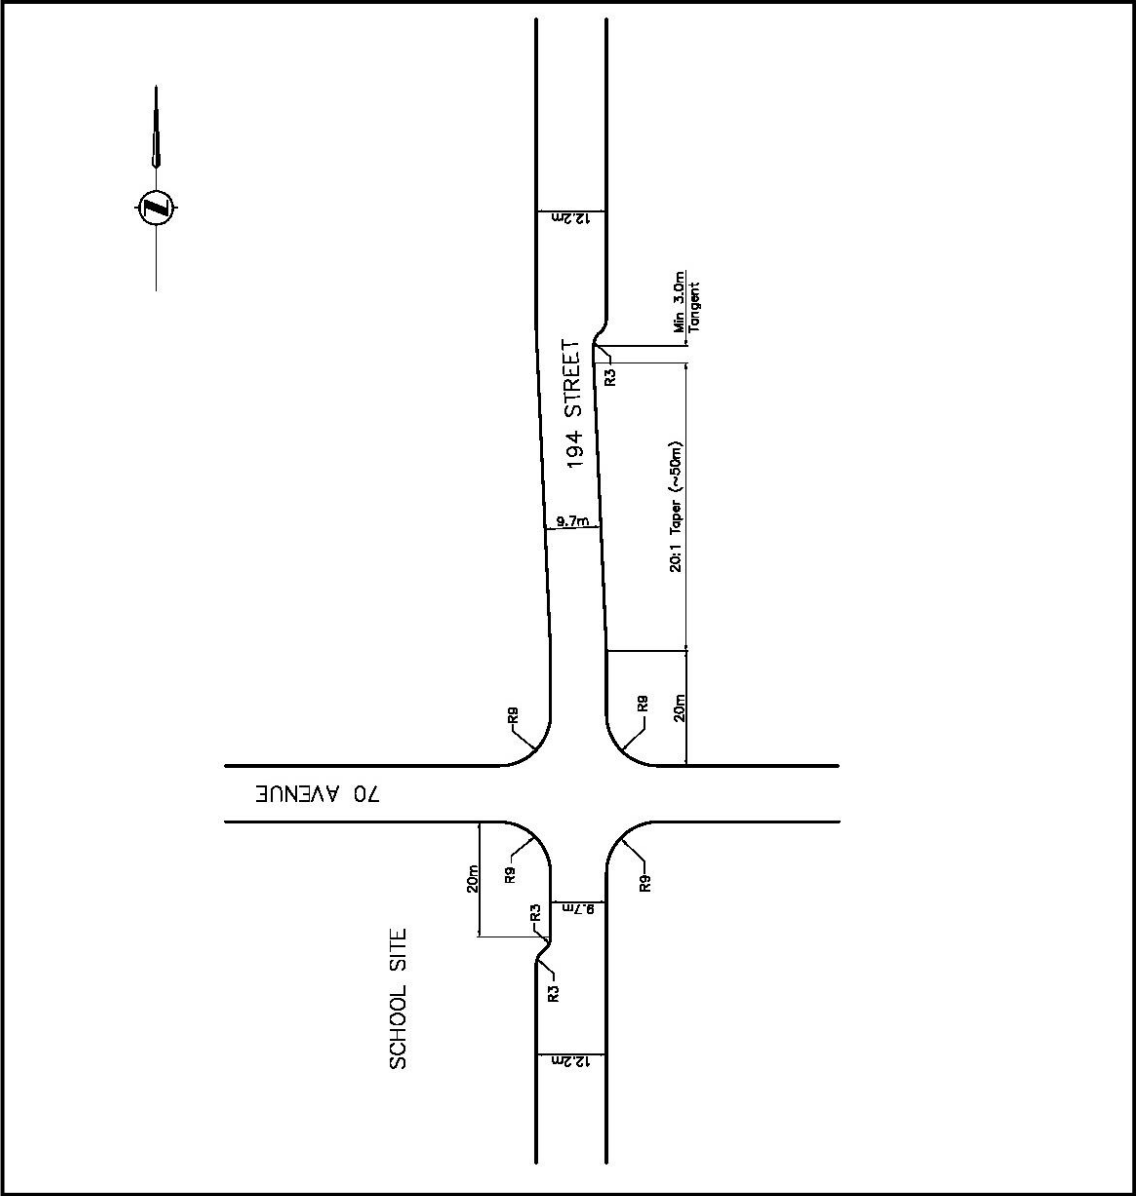 N
12.2m
Min 3.0m
Tangent
R3
194 STREET
20:1 Taper (~50m)
9.7m
R9
R9
20m
70 AVENUE
20m
R9
R9
9.7m
R3
R3
SCHOOL SITE
12.2m